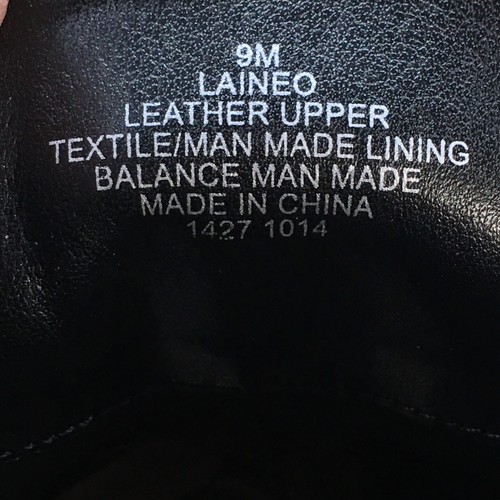 9M
LAINEO
LEATHER UPPER
TEXTILE/MAN MADE LINING
BALANCE MAN MADE
MADE IN CHINA
1427 1014